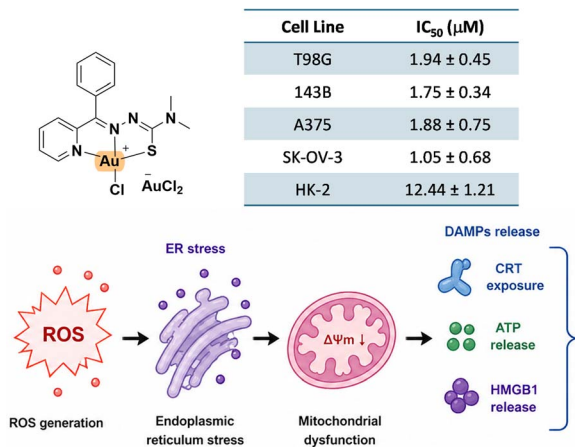 Cell Line IC50 (μM)
T98G 1.94 ± 0.45
143B 1.75 ± 0.34
A375 1.88 ± 0.75
SK-OV-3 1.05 ± 0.68
HK-2 12.44 ± 1.21
N
N N
N S
Au +
Cl
− AuCl2
ER stress
DAMPs release
ROS
ΔΨm ↓
CRT
exposure
ATP
release
HMGB1
release
ROS generation
Endoplasmic
reticulum stress
Mitochondrial
dysfunction